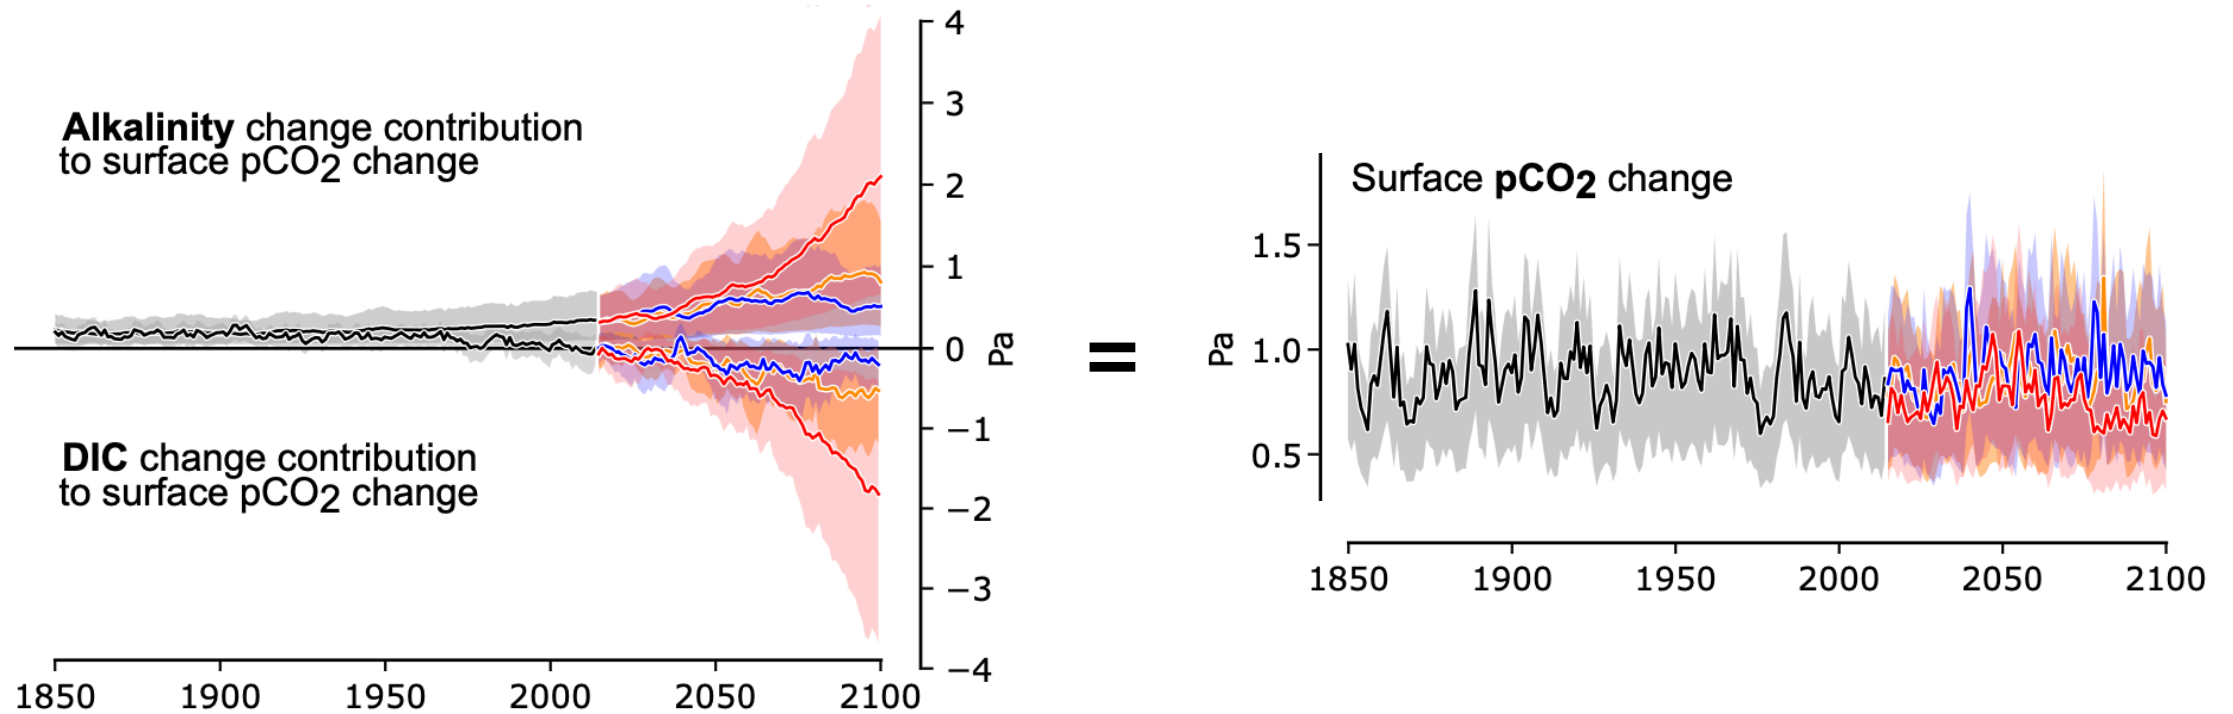 Alkalinity change contribution
to surface pCO2 change
DIC change contribution
to surface pCO2 change
4
3
2
1
0
−1
−2
−3
−4
Pa
1850 1900 1950 2000 2050 2100
=
Surface pCO2 change
Pa
1.5
1.0
0.5
1850 1900 1950 2000 2050 2100